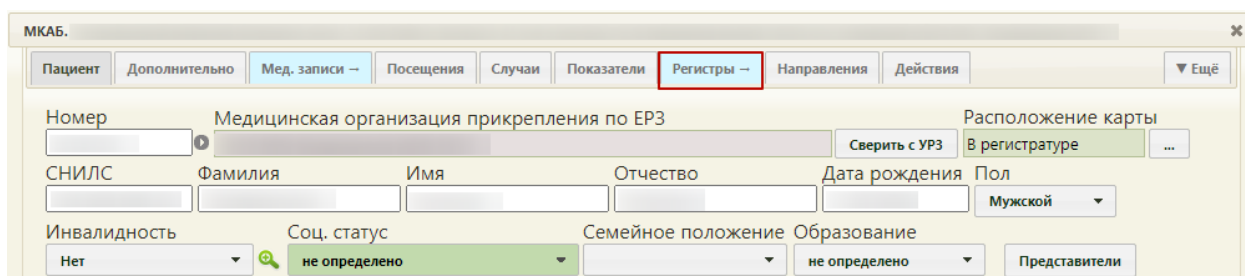 МКАБ.
Пациент Дополнительно Мед. записи → Посещения Случаи Показатели Регистры → Направления Действия ▼ Ещё
Номер Медицинская организация прикрепления по ЕРЗ Расположение карты
Сверить с УРЗ В регистратуре ...
СНИЛС Фамилия Имя Отчество Дата рождения Пол
Мужской
Инвалидность Соц. статус Семейное положение Образование
Нет не определено не определено Представители